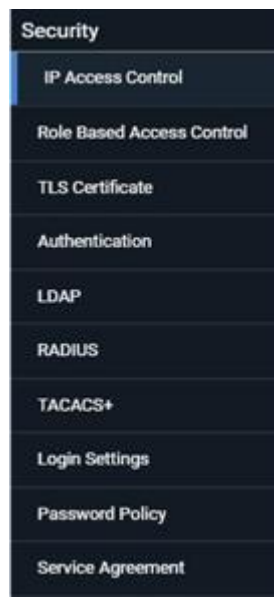 Security
IP Access Control
Role Based Access Control
TLS Certificate
Authentication
LDAP
RADIUS
TACACS+
Login Settings
Password Policy
Service Agreement